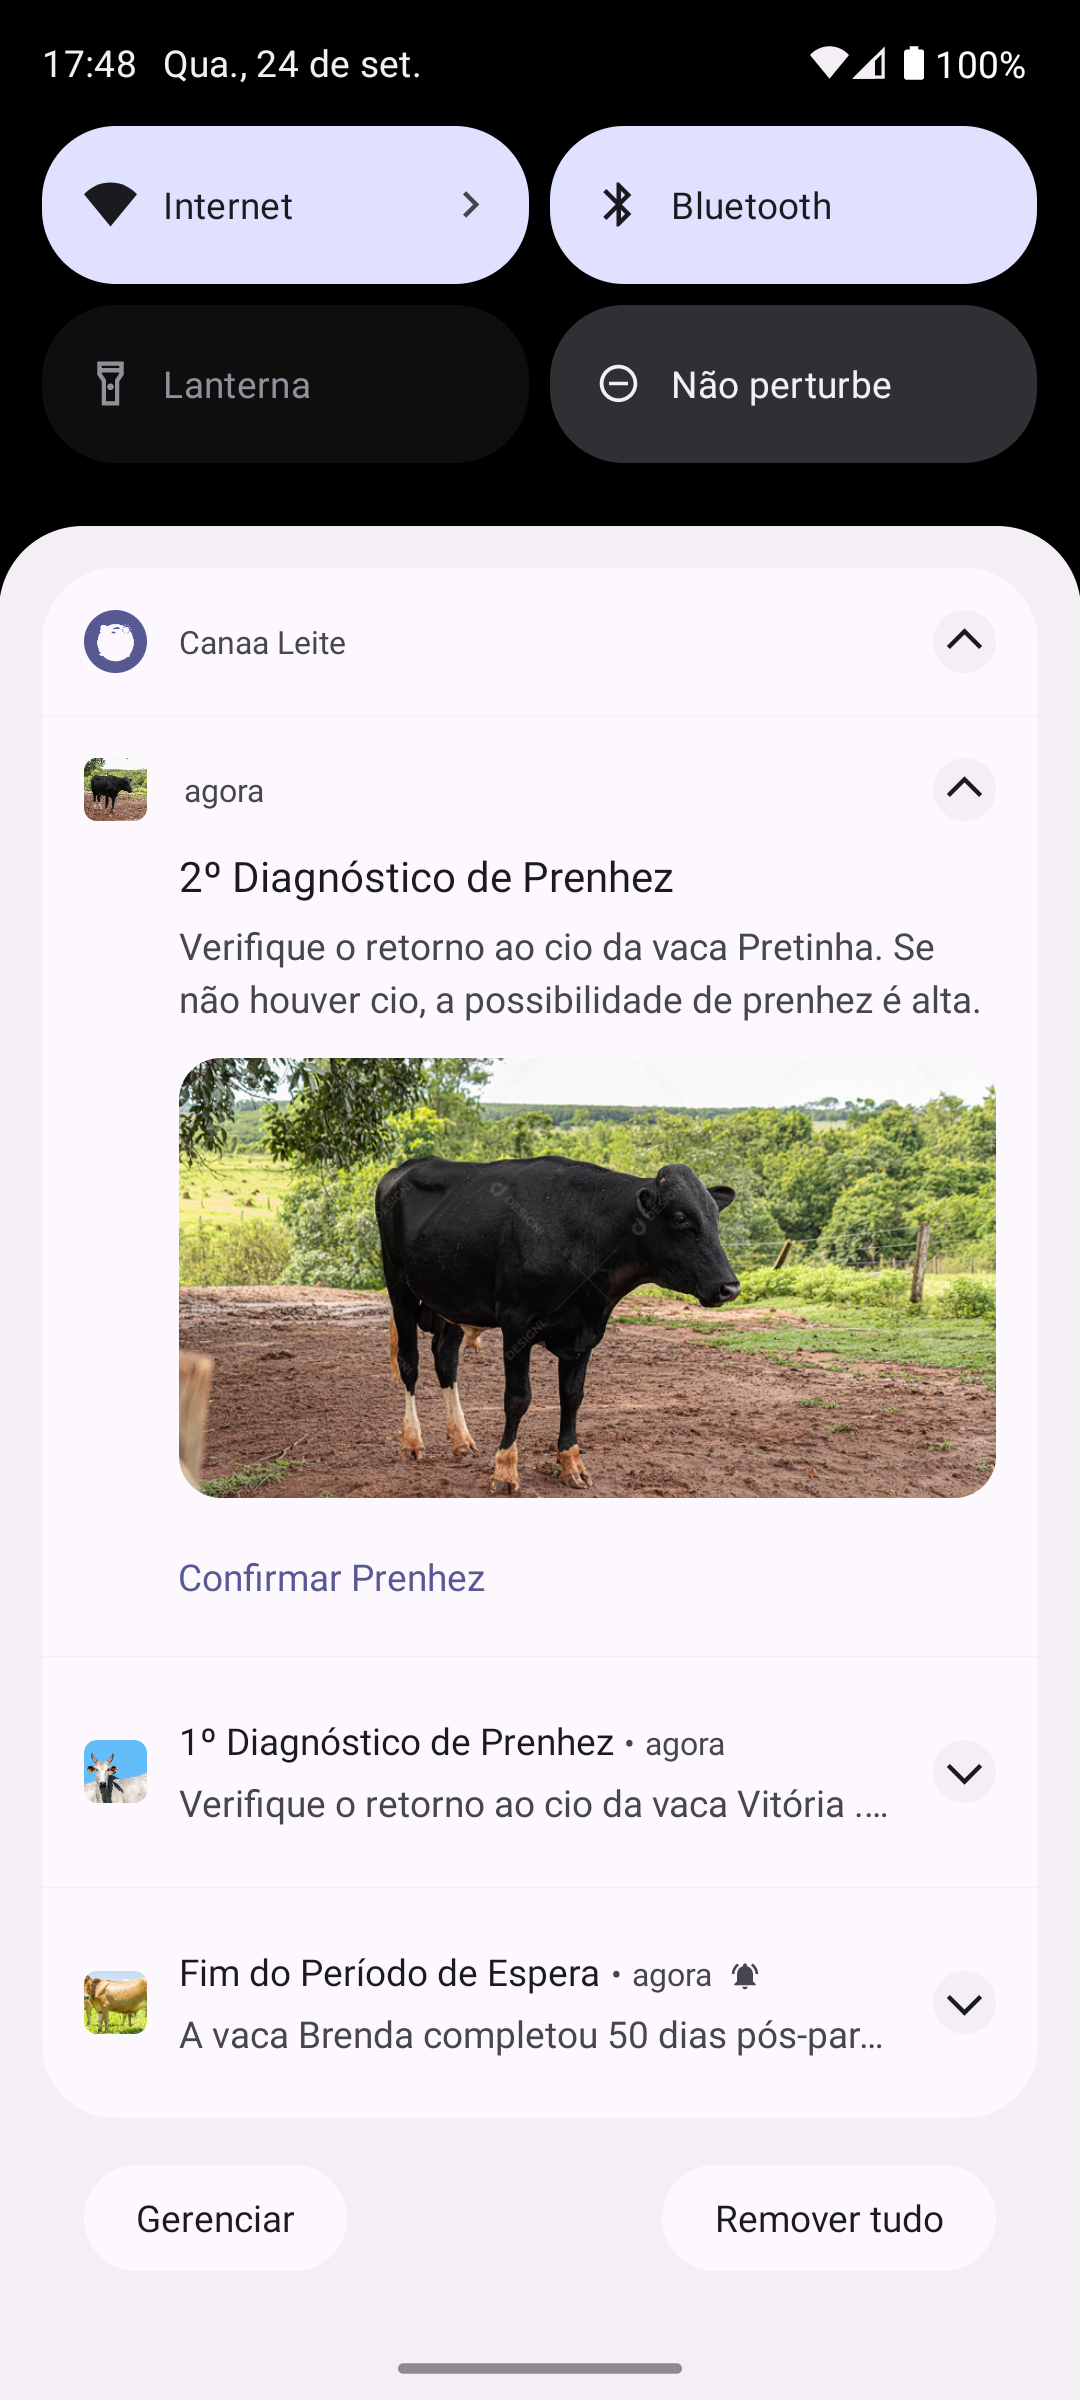 17:48 Qua., 24 de set. 100%
Internet
Bluetooth
Lanterna
Não perturbe
Canaa Leite
agora
2º Diagnóstico de Prenhez
Verifique o retorno ao cio da vaca Pretinha. Se
não houver cio, a possibilidade de prenhez é alta.
DESIGNI
DESIGNI
DESIGNI
Confirmar Prenhez
1º Diagnóstico de Prenhez • agora
Verifique o retorno ao cio da vaca Vitória ....
Fim do Período de Espera • agora
A vaca Brenda completou 50 dias pós-par...
Gerenciar
Remover tudo